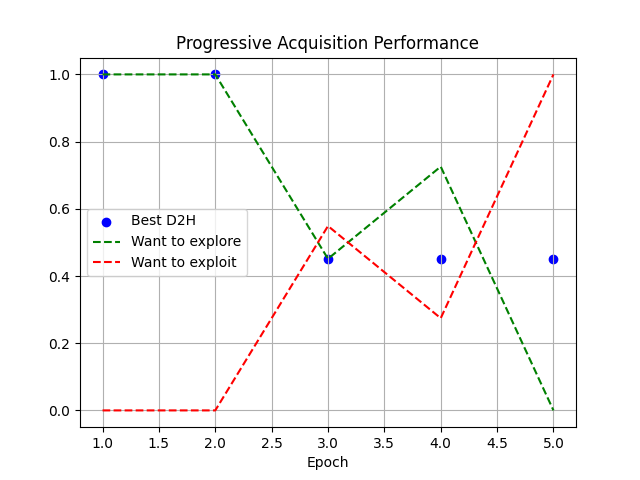 Progressive Acquisition Performance
1.0
0.8
0.6
0.4
0.2
0.0
Best D2H
Want to explore
Want to exploit
1.0 1.5 2.0 2.5 3.0 3.5 4.0 4.5 5.0
Epoch